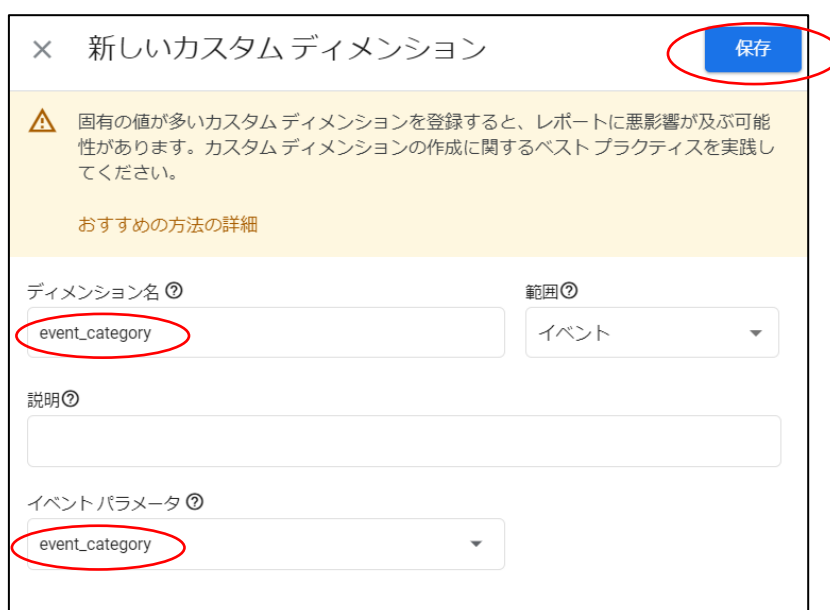 新しいカスタム ディメンション
保存
固有の値が多いカスタム ディメンションを登録すると、レポートに悪影響が及ぶ可能
性があります。カスタム ディメンションの作成に関するベスト プラクティスを実践し
てください。
おすすめの方法の詳細
ディメンション名
範囲
event_category
イベント
説明
イベント パラメータ
event_category